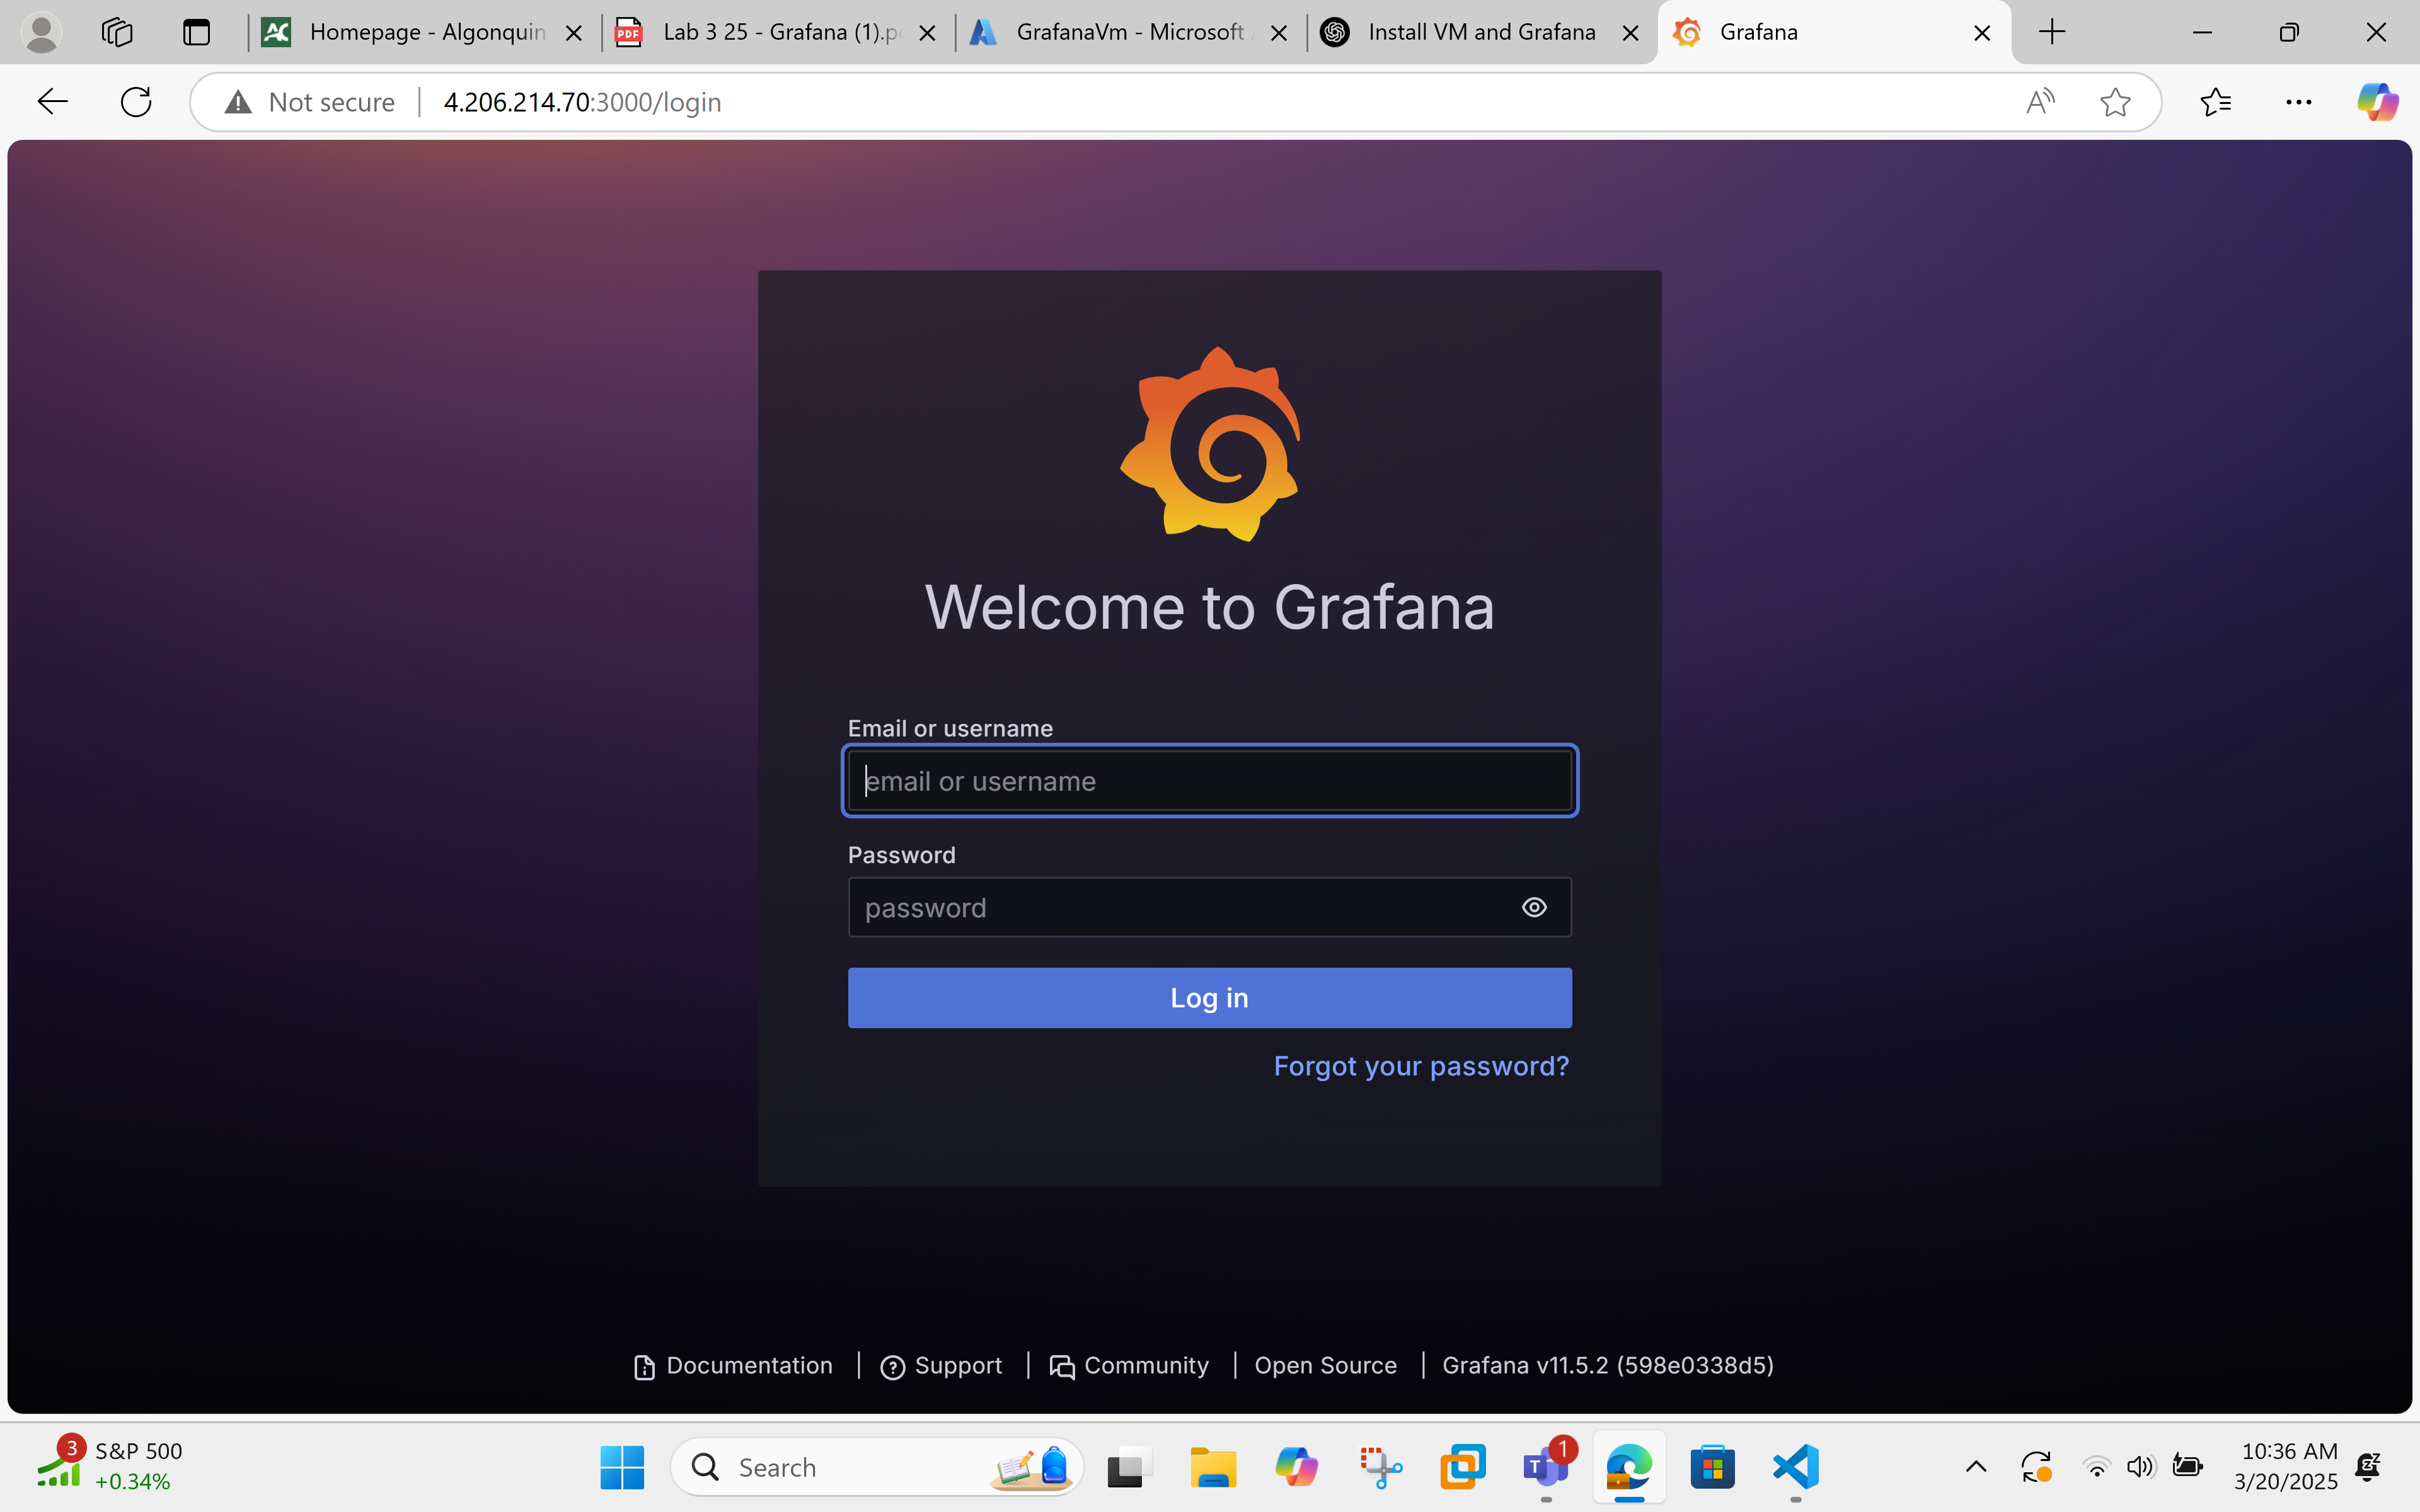 Homepage - Algonquin
Lab 3 25 - Grafana (1).p
GrafanaVm - Microsoft
Install VM and Grafana
Grafana
Not secure
4.206.214.70:3000/login
Welcome to Grafana
Email or username
email or username
Password
password
Log in
Forgot your password?
Documentation
Support
Community
Open Source
Grafana v11.5.2 (598e0338d5)
3
S&P 500
+0.34%
Search
1
10:36 AM
3/20/2025